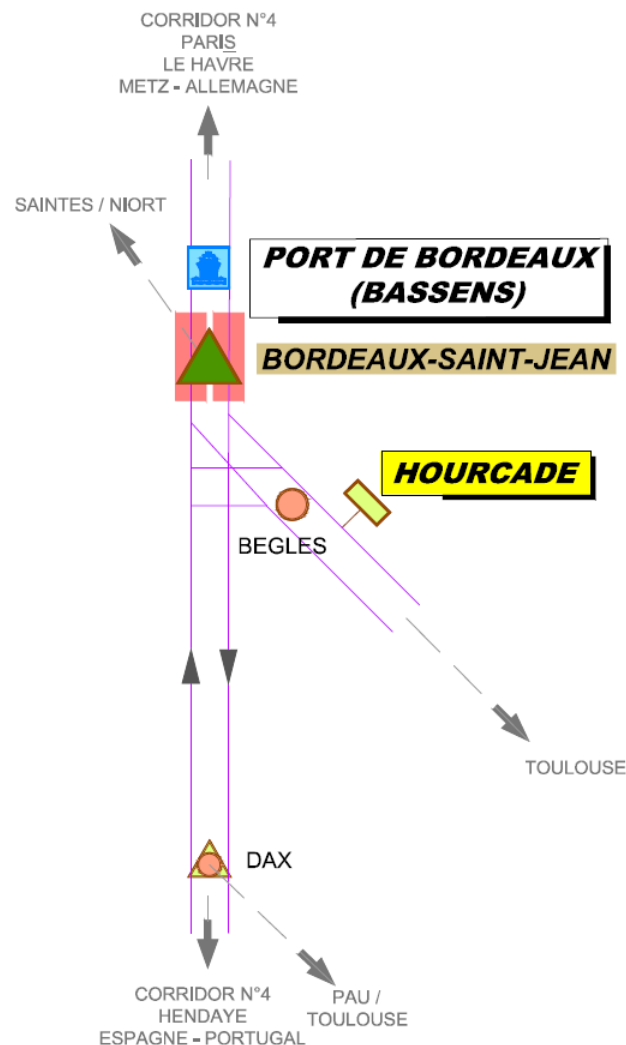 CORRIDOR N°4
PARIS
LE HAVRE
METZ - ALLEMAGNE
SAINTES / NIORT
PORT DE BORDEAUX
(BASSENS)
BORDEAUX-SAINT-JEAN
HOURCADE
BEGLES
TOULOUSE
DAX
CORRIDOR N°4
HENDAYE
ESPAGNE - PORTUGAL
PAU /
TOULOUSE